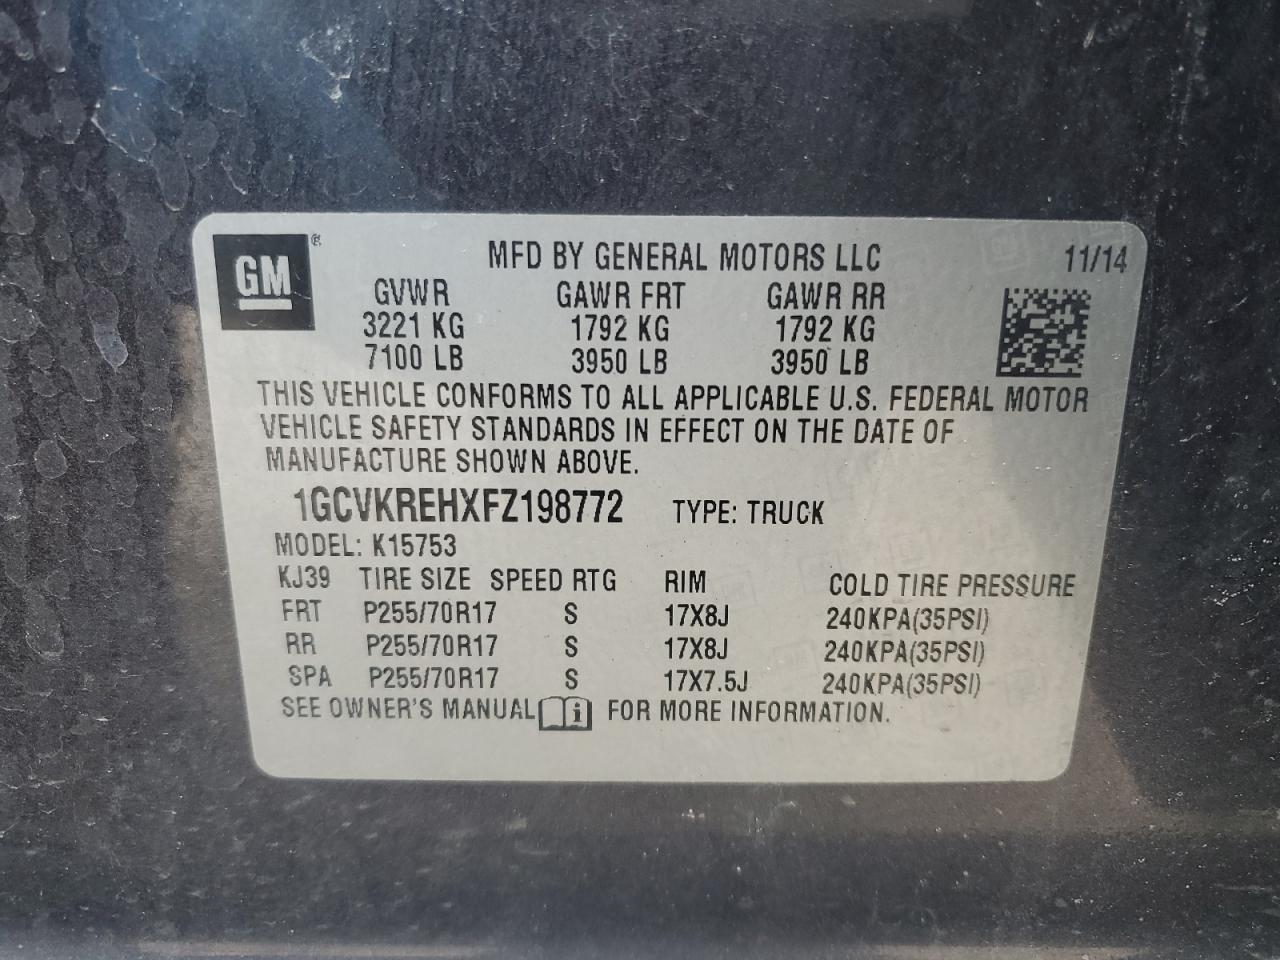 GM ®
MFD BY GENERAL MOTORS LLC 11/14
GVWR GAWR FRT GAWR RR
3221 KG 1792 KG 1792 KG
7100 LB 3950 LB 3950 LB
THIS VEHICLE CONFORMS TO ALL APPLICABLE U.S. FEDERAL MOTOR
VEHICLE SAFETY STANDARDS IN EFFECT ON THE DATE OF
MANUFACTURE SHOWN ABOVE.
1GCVKREHXFZ198772 TYPE: TRUCK
MODEL: K15753
KJ39 TIRE SIZE SPEED RTG RIM COLD TIRE PRESSURE
FRT P255/70R17 S 17X8J 240KPA(35PSI)
RR P255/70R17 S 17X8J 240KPA(35PSI)
SPA P255/70R17 S 17X7.5J 240KPA(35PSI)
SEE OWNER'S MANUAL i FOR MORE INFORMATION.